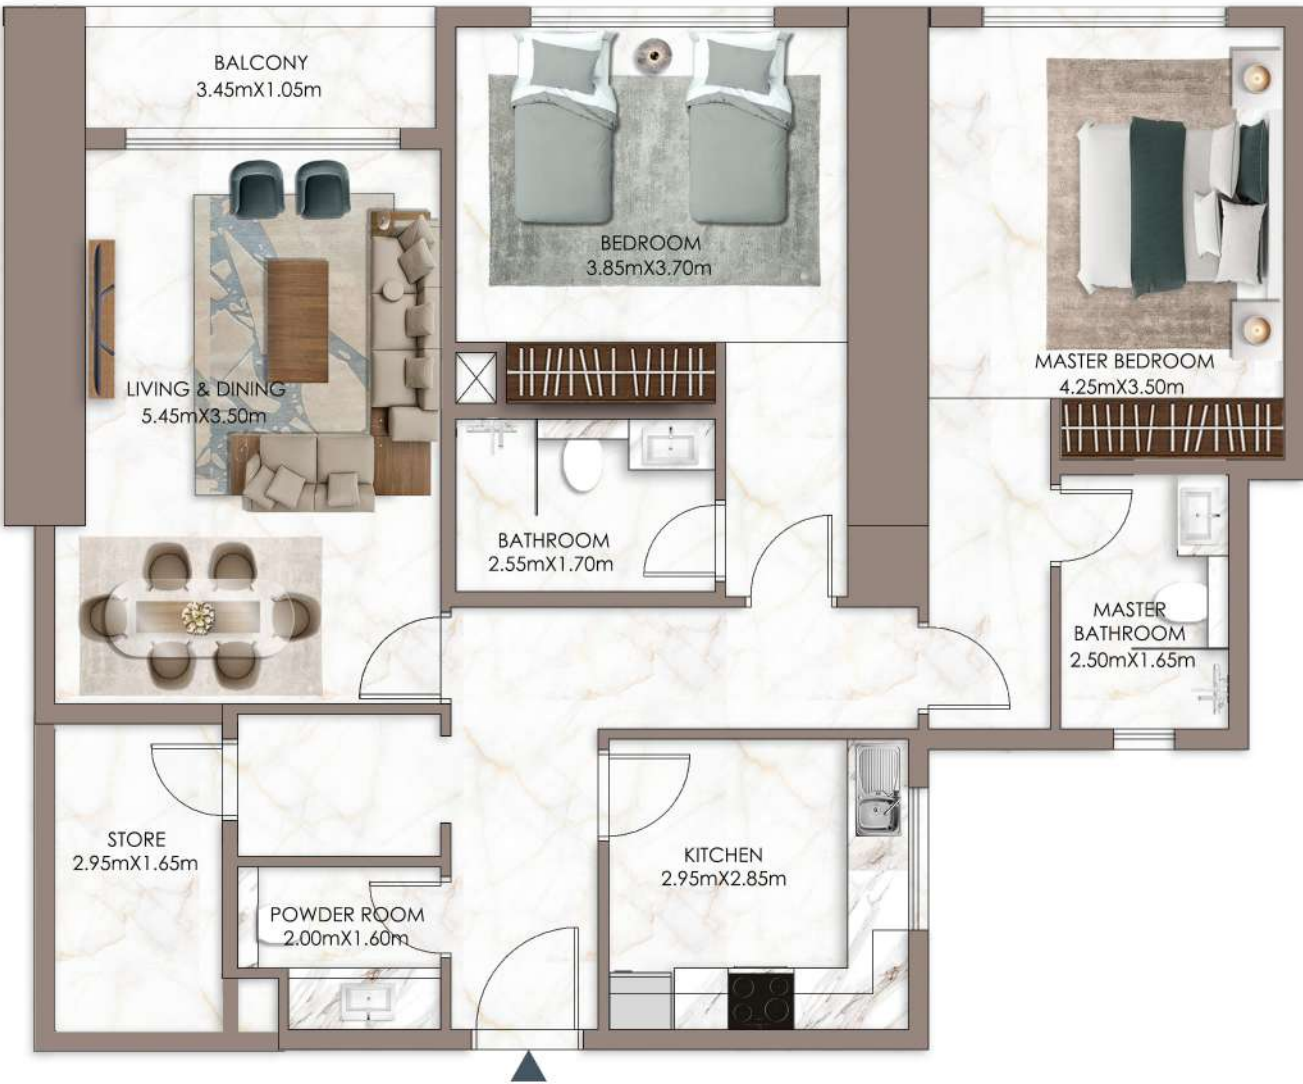 BALCONY
3.45mX1.05m
BEDROOM
3.85mX3.70m
MASTER BEDROOM
4.25mX3.50m
LIVING & DINING
5.45mX3.50m
BATHROOM
2.55mX1.70m
MASTER
BATHROOM
2.50mX1.65m
STORE
2.95mX1.65m
KITCHEN
2.95mX2.85m
POWDER ROOM
2.00mX1.60m